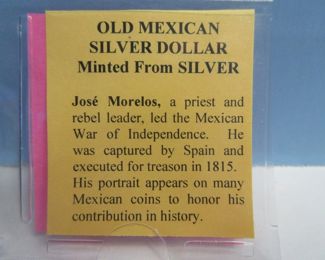 OLD MEXICAN
SILVER DOLLAR
Minted From SILVER
José Morelos, a priest and
rebel leader, led the Mexican
War of Independence. He
was captured by Spain and
executed for treason in 1815.
His portrait appears on many
Mexican coins to honor his
contribution in history.